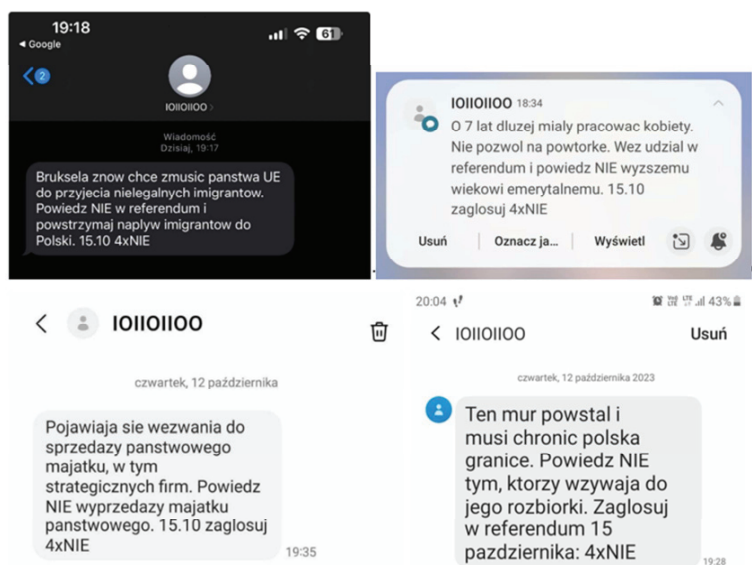 19:18
◄ Google
61
2
IOIIOIIOO
Wiadomość
Dzisiaj, 19:17
Bruksela znow chce zmusic panstwa UE
do przyjecia nielegalnych imigrantow.
Powiedz NIE w referendum i
powstrzymaj naplyw imigrantow do
Polski. 15.10 4xNIE
IOIIOIIOO 18:34
O 7 lat dluzej mialy pracowac kobiety.
Nie pozwol na powtorke. Wez udzial w
referendum i powiedz NIE wyzszemu
wiekowi emerytalnemu. 15.10
zaglosuj 4xNIE
Usuń
Oznacz ja...
Wyświetl
IOIIOIIOO
czwartek, 12 października
Pojawiaja sie wezwania do
sprzedazy panstwowego
majatku, w tym
strategicznych firm. Powiedz
NIE wyprzedazy majatku
panstwowego. 15.10 zaglosuj
4xNIE
19:35
20:04
43%
IOIIOIIOO
Usuń
czwartek, 12 października 2023
Ten mur powstal i
musi chronic polska
granice. Powiedz NIE
tym, ktorzy wzywaja do
jego rozbiorki. Zaglosuj
w referendum 15
pazdziernika: 4xNIE
19:28